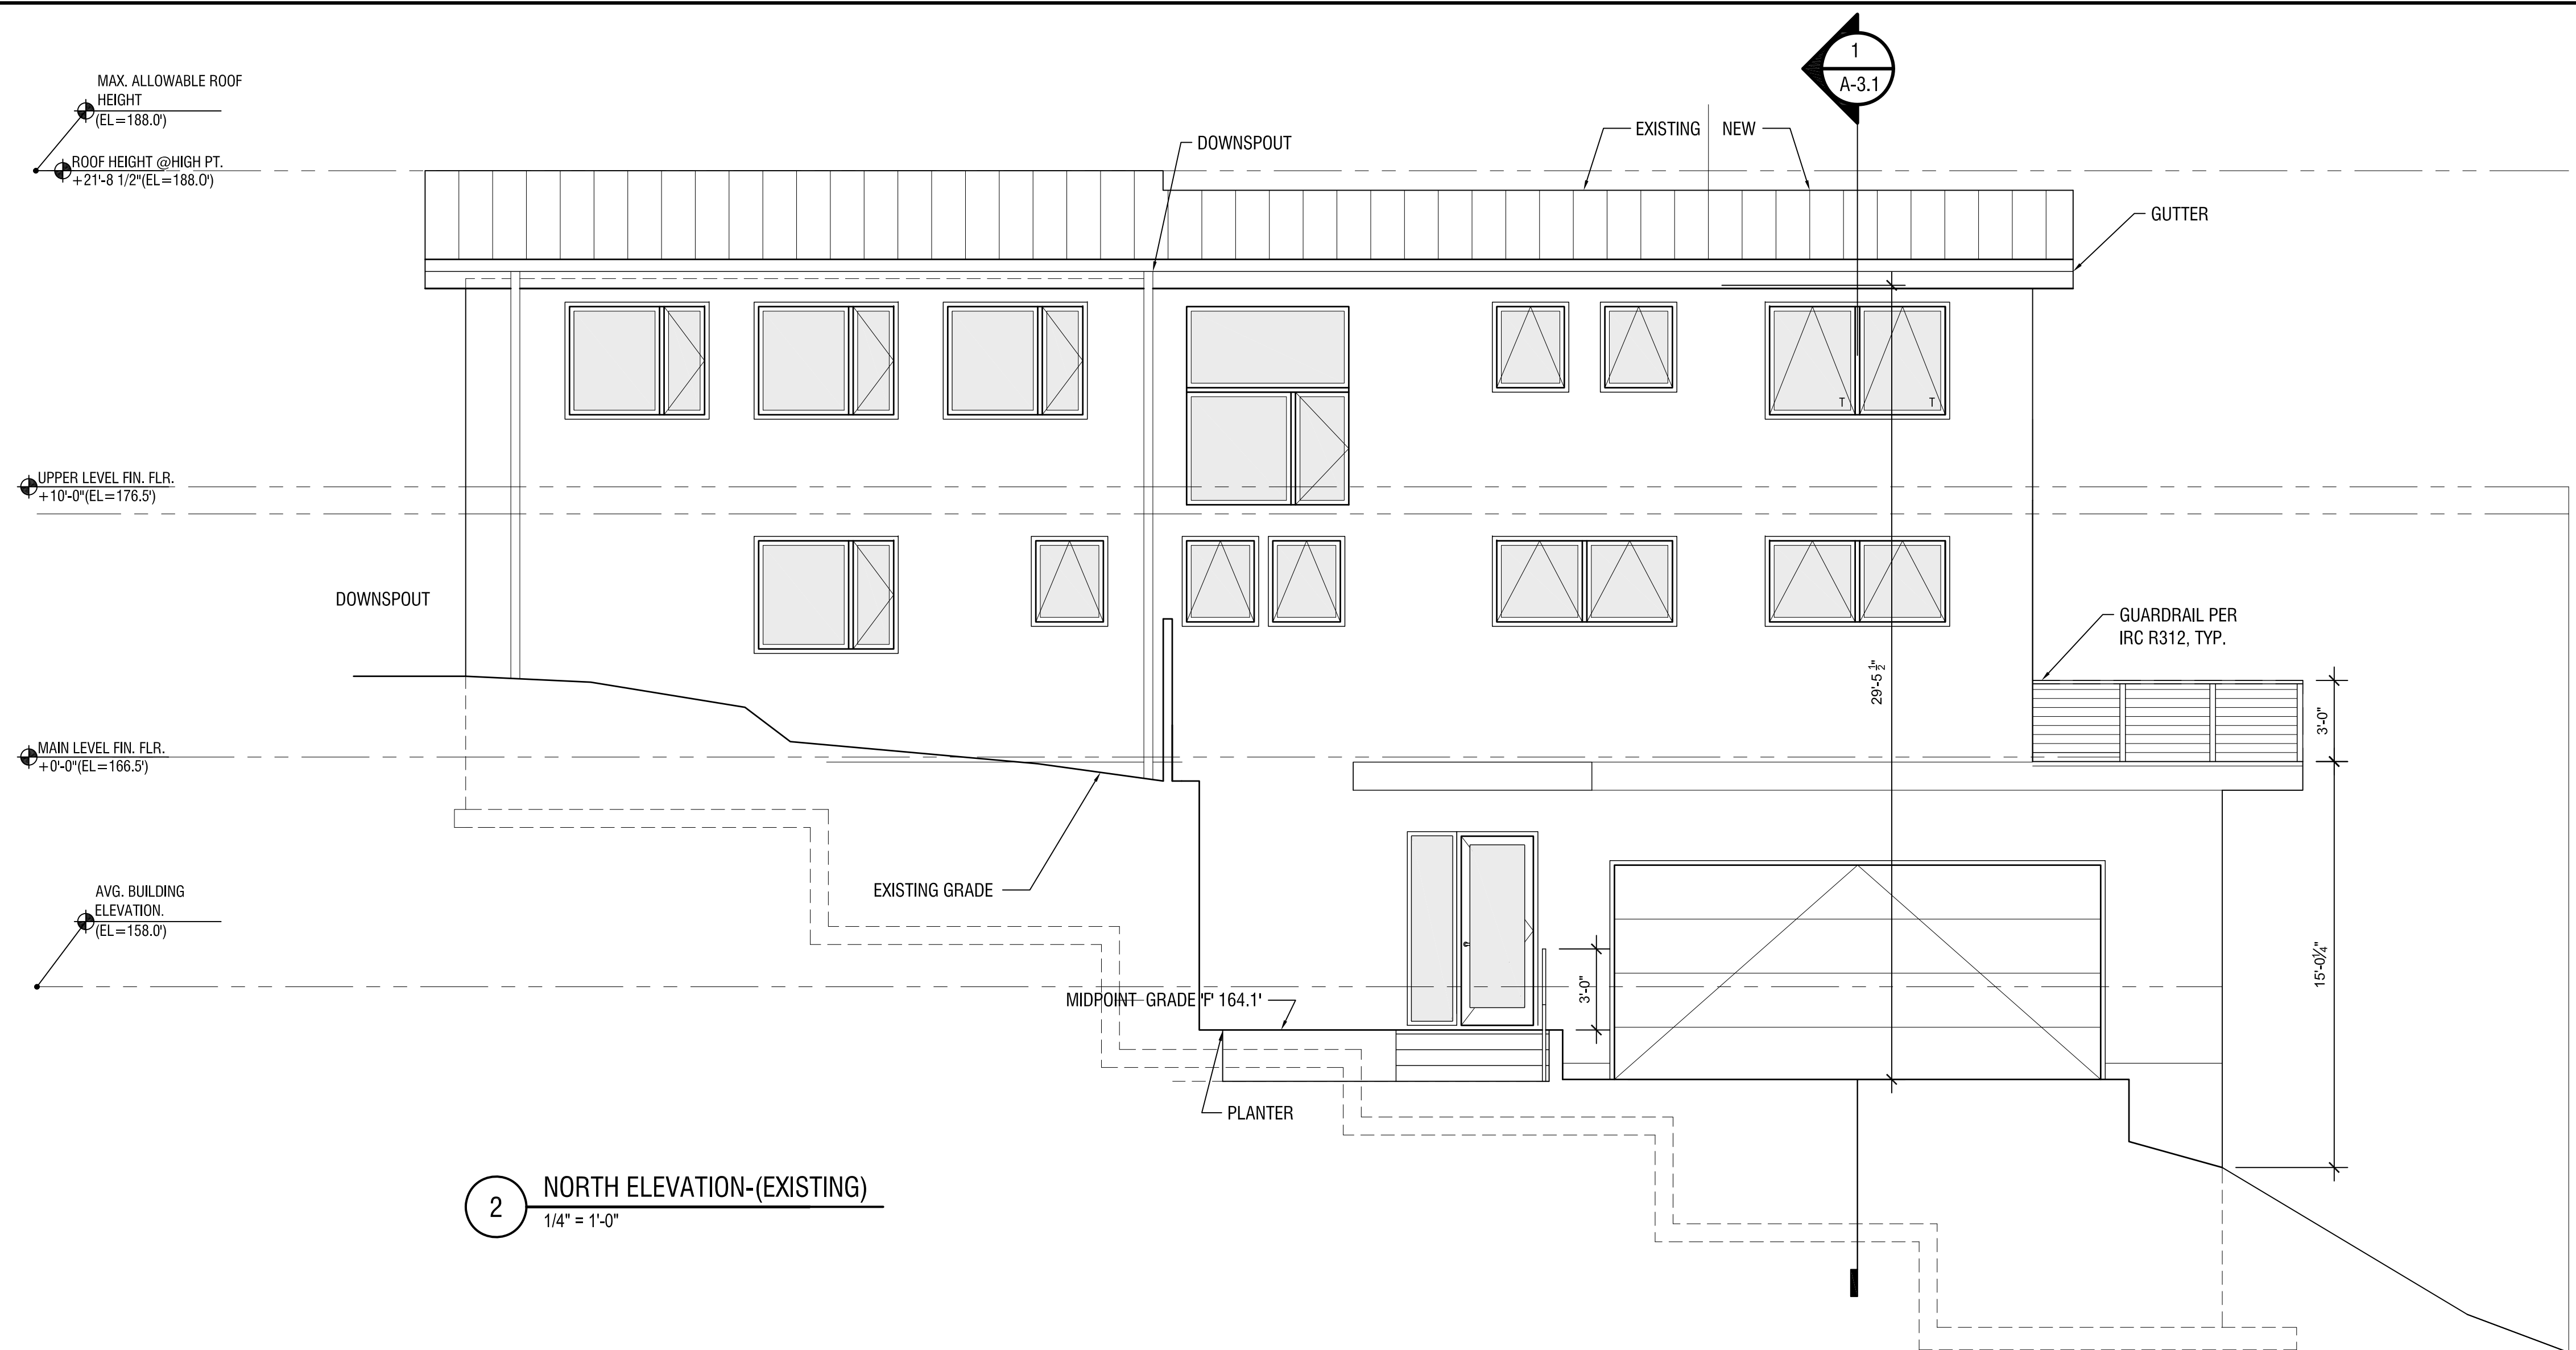 MAX. ALLOWABLE ROOF
HEIGHT
(EL=188.0')
ROOF HEIGHT @HIGH PT.
+21'-8 1/2"(EL=188.0')
1
A-3.1
DOWNSPOUT
EXISTING
NEW
GUTTER
T
T
UPPER LEVEL FIN. FLR.
+10'-0"(EL=176.5')
DOWNSPOUT
GUARDRAIL PER
IRC R312, TYP.
29'-5 1/2"
3'-0"
MAIN LEVEL FIN. FLR.
+0'-0"(EL=166.5')
EXISTING GRADE
AVG. BUILDING
ELEVATION.
(EL=158.0')
MIDPOINT GRADE 'F' 164.1'
3'-0"
15'-0¼"
PLANTER
2
NORTH ELEVATION-(EXISTING)
1/4" = 1'-0"